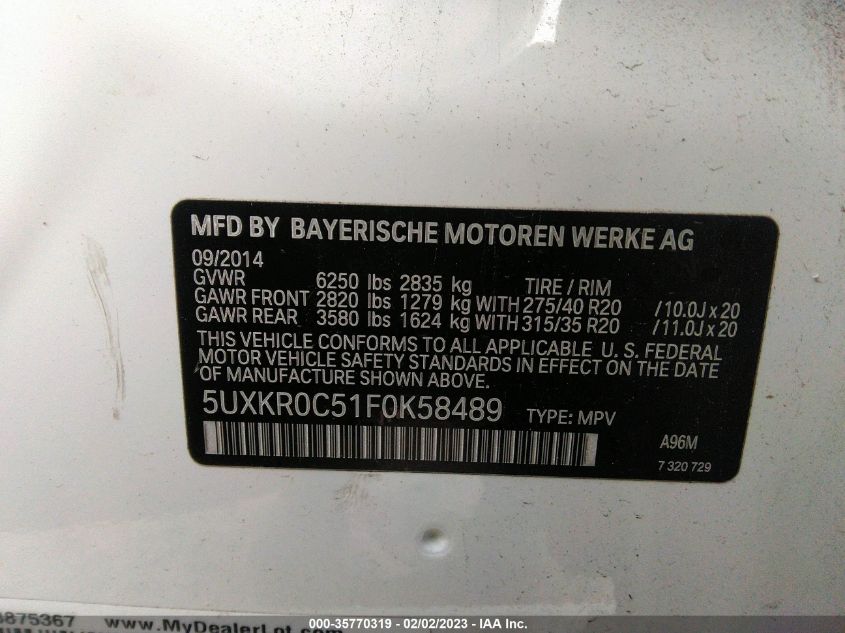 MFD BY BAYERISCHE MOTOREN WERKE AG
09/2014
GVWR 6250 lbs 2835 kg TIRE / RIM
GAWR FRONT 2820 lbs 1279 kg WITH 275/40 R20 /10.0J x 20
GAWR REAR 3580 lbs 1624 kg WITH 315/35 R20 /11.0J x 20
THIS VEHICLE CONFORMS TO ALL APPLICABLE U. S. FEDERAL
MOTOR VEHICLE SAFETY STANDARDS IN EFFECT ON THE DATE
OF MANUFACTURE SHOWN ABOVE.
5UXKR0C51F0K58489 TYPE: MPV
A96M
7 320 729
875367 www.MyDealerLot.com
000-35770319 - 02/02/2023 - IAA Inc.